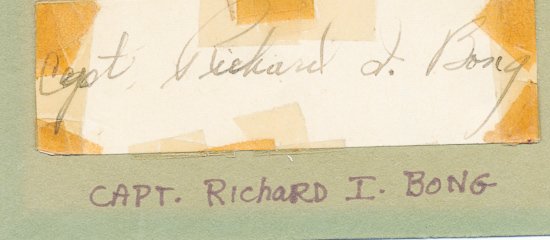 Capt. Richard I. Bong
CAPT. RichARD I. BONG